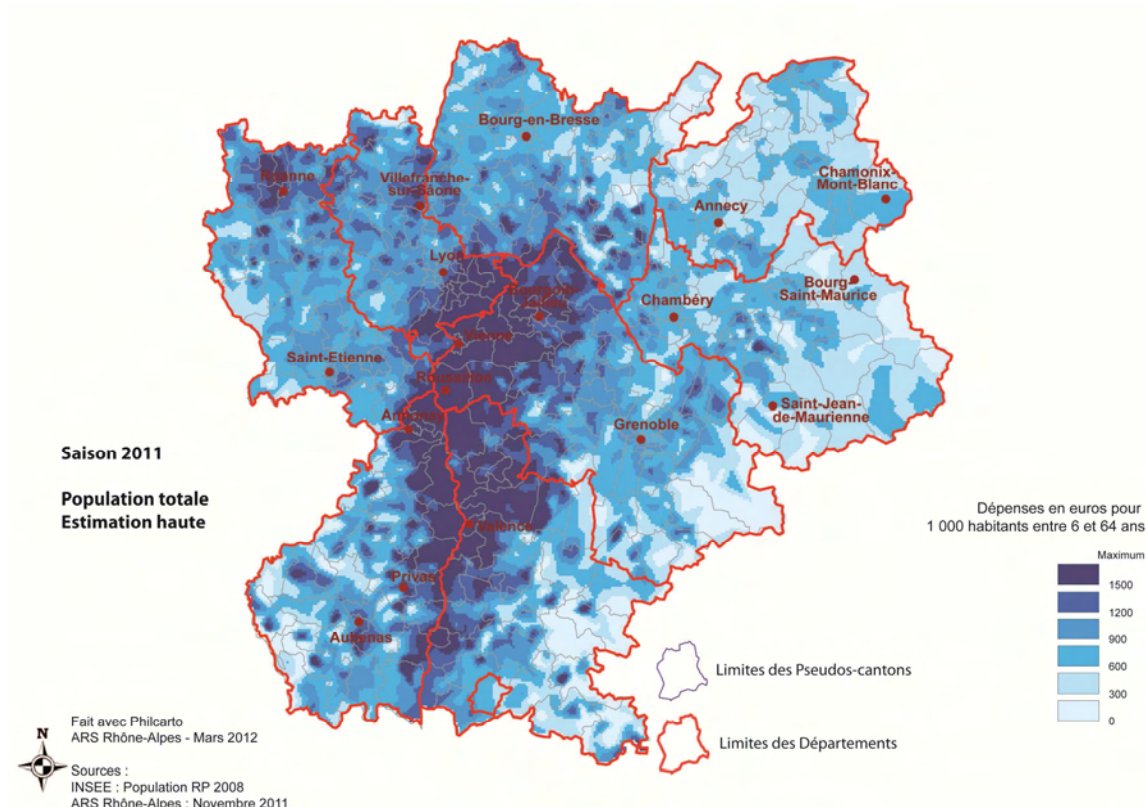 Bourg-en-Bresse
Roanne
Villefranche-
sur-Saône
Chamonix-
Mont-Blanc
Annecy
Lyon
Bourgoin-
Jallieu
Chambéry
Bourg-
Saint-Maurice
Vienne
Saint-Etienne
Roussillon
Annonay
Saint-Jean-
de-Maurienne
Grenoble
Valence
Privas
Aubenas
Saison 2011
Population totale
Estimation haute
Dépenses en euros pour
1 000 habitants entre 6 et 64 ans
Maximum
1500
1200
900
600
300
0
Limites des Pseudos-cantons
Limites des Départements
N
Fait avec Philcarto
ARS Rhône-Alpes - Mars 2012
Sources :
INSEE : Population RP 2008
ARS Rhône-Alpes : Novembre 2011